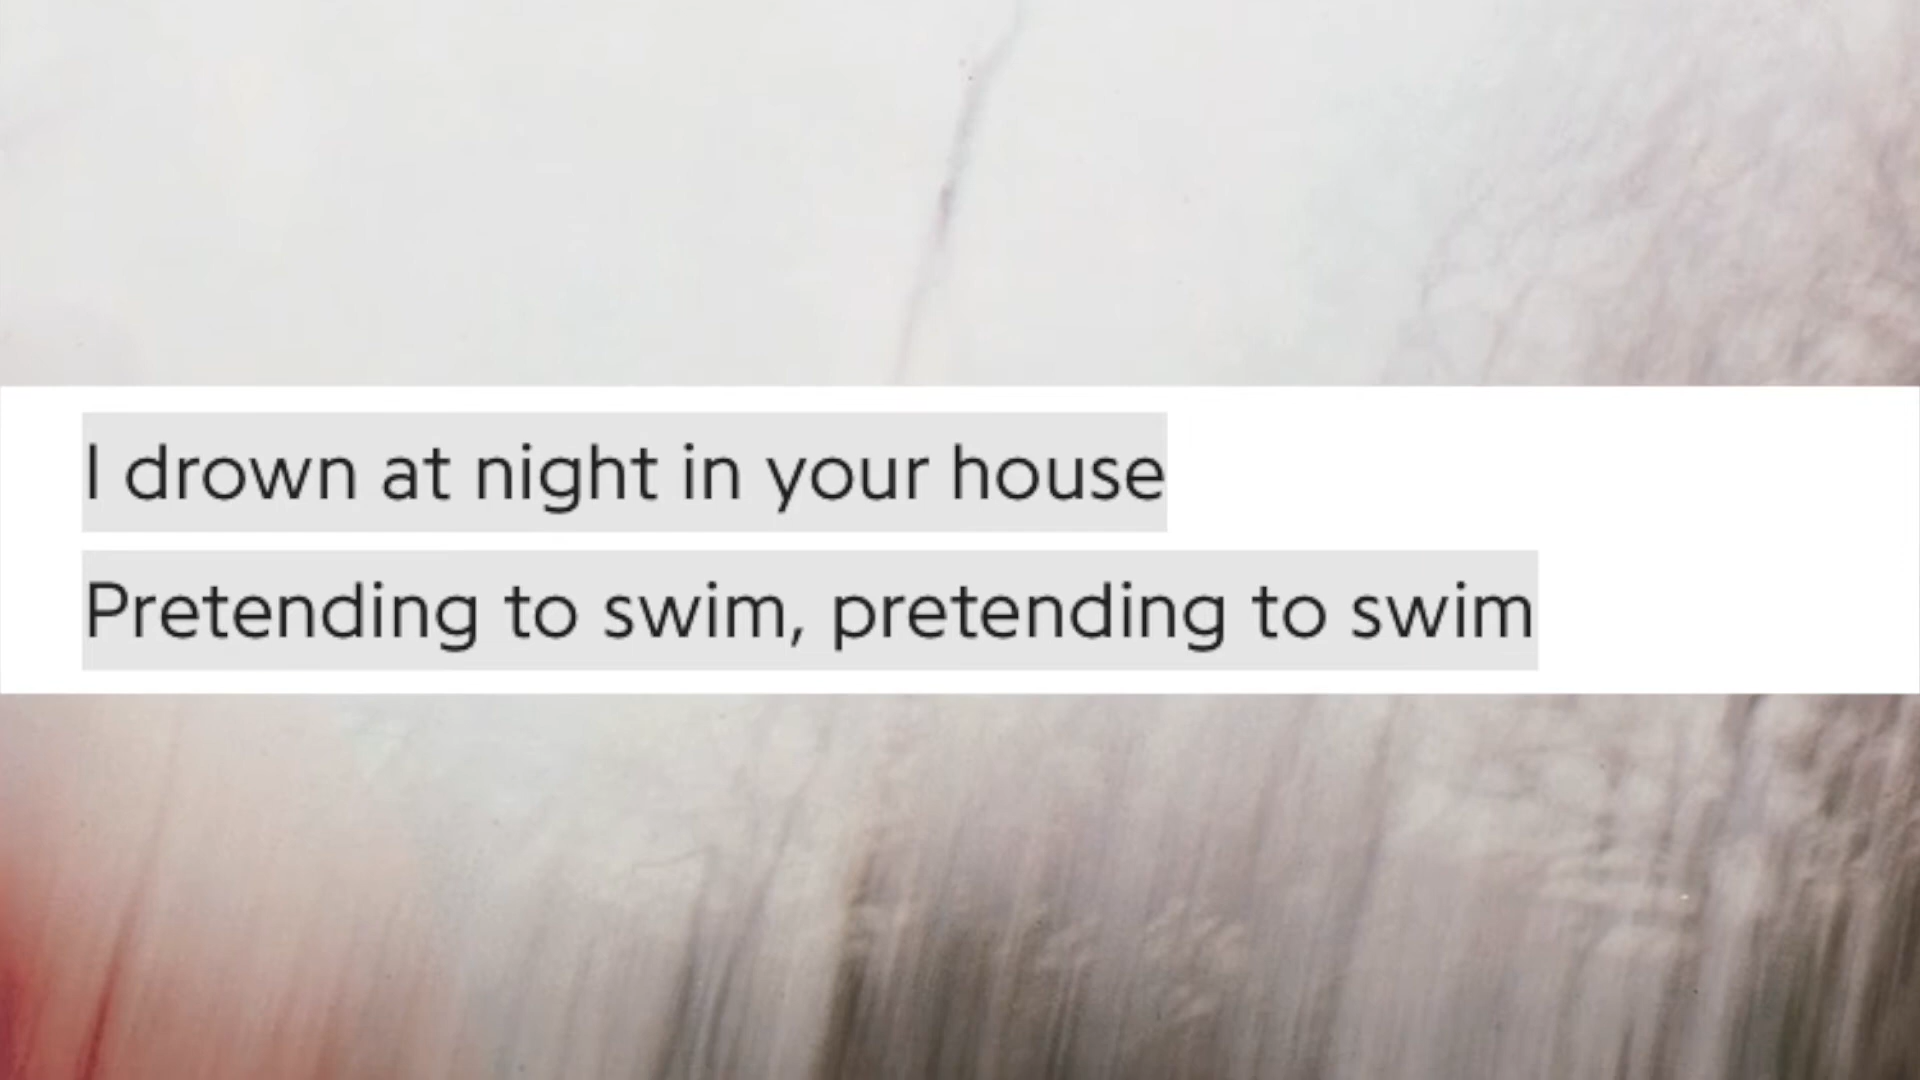 I drown at night in your house
Pretending to swim, pretending to swim